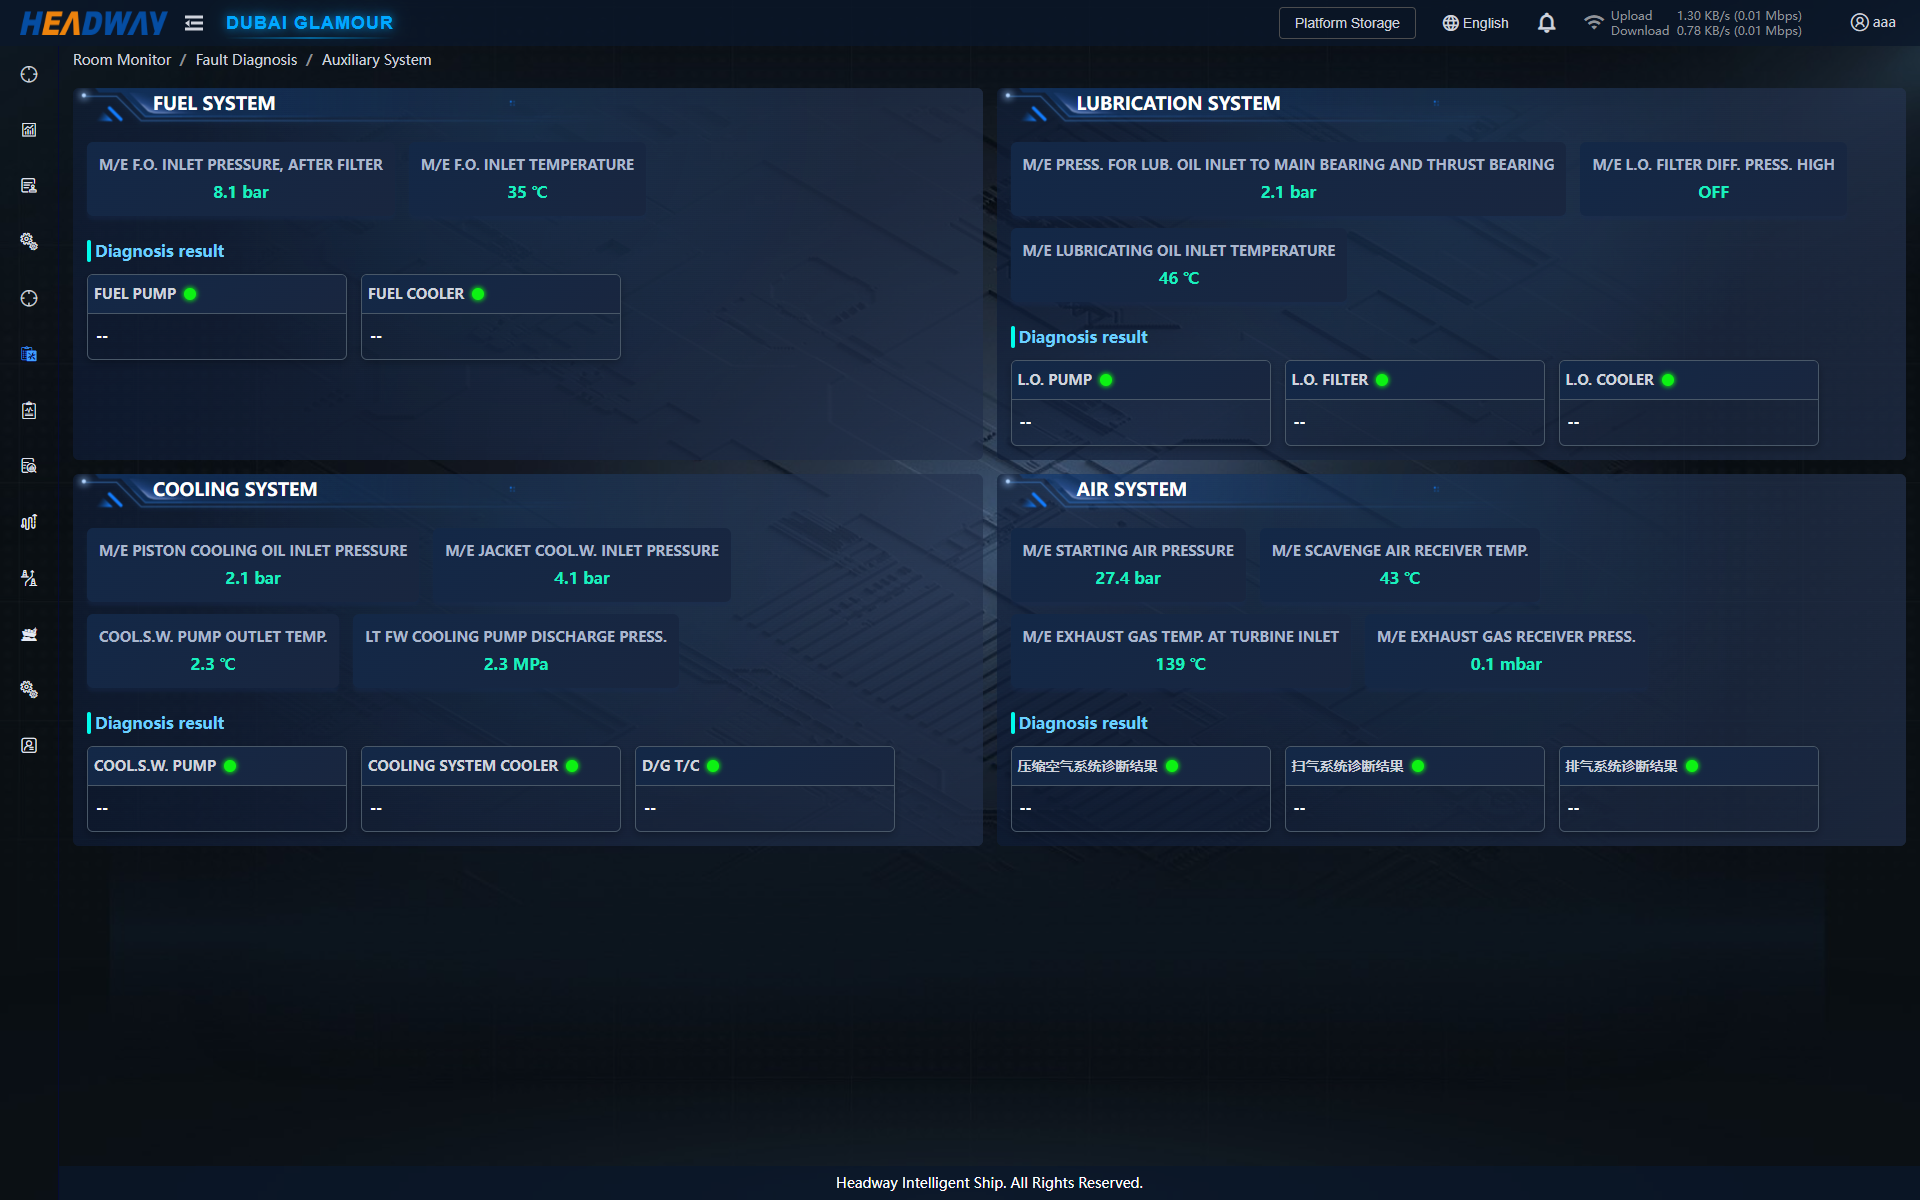 HEADWAY
DUBAI GLAMOUR
Platform Storage
English
Upload 1.30 KB/s (0.01 Mbps)
Download 0.78 KB/s (0.01 Mbps)
aaa
Room Monitor / Fault Diagnosis / Auxiliary System
FUEL SYSTEM
M/E F.O. INLET PRESSURE, AFTER FILTER
8.1 bar
M/E F.O. INLET TEMPERATURE
35 ℃
Diagnosis result
FUEL PUMP
--
FUEL COOLER
--
LUBRICATION SYSTEM
M/E PRESS. FOR LUB. OIL INLET TO MAIN BEARING AND THRUST BEARING
2.1 bar
M/E L.O. FILTER DIFF. PRESS. HIGH
OFF
M/E LUBRICATING OIL INLET TEMPERATURE
46 ℃
Diagnosis result
L.O. PUMP
--
L.O. FILTER
--
L.O. COOLER
--
COOLING SYSTEM
M/E PISTON COOLING OIL INLET PRESSURE
2.1 bar
M/E JACKET COOL.W. INLET PRESSURE
4.1 bar
COOL.S.W. PUMP OUTLET TEMP.
2.3 ℃
LT FW COOLING PUMP DISCHARGE PRESS.
2.3 MPa
Diagnosis result
COOL.S.W. PUMP
--
COOLING SYSTEM COOLER
--
D/G T/C
--
AIR SYSTEM
M/E STARTING AIR PRESSURE
27.4 bar
M/E SCAVENGE AIR RECEIVER TEMP.
43 ℃
M/E EXHAUST GAS TEMP. AT TURBINE INLET
139 ℃
M/E EXHAUST GAS RECEIVER PRESS.
0.1 mbar
Diagnosis result
压缩空气系统诊断结果
--
扫气系统诊断结果
--
排气系统诊断结果
--
Headway Intelligent Ship. All Rights Reserved.